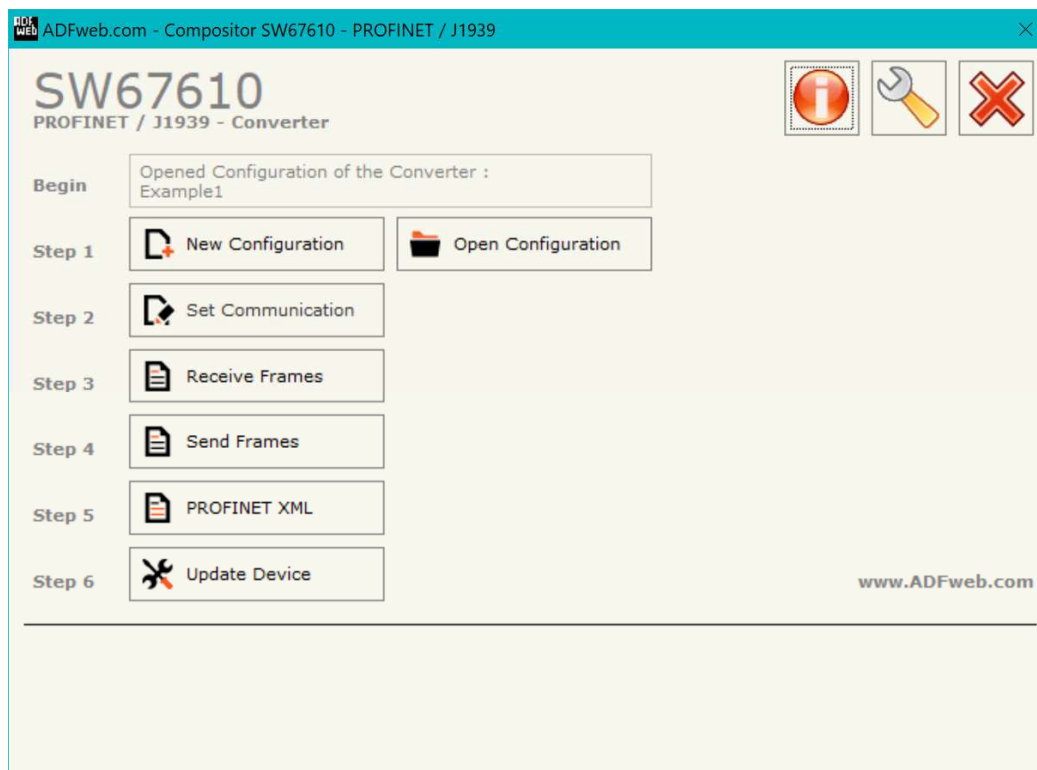 ADFweb.com - Compositor SW67610 - PROFINET / J1939
SW67610
PROFINET / J1939 - Converter
Begin
Opened Configuration of the Converter :
Example1
Step 1
New Configuration
Open Configuration
Step 2
Set Communication
Step 3
Receive Frames
Step 4
Send Frames
Step 5
PROFINET XML
Step 6
Update Device
www.ADFweb.com